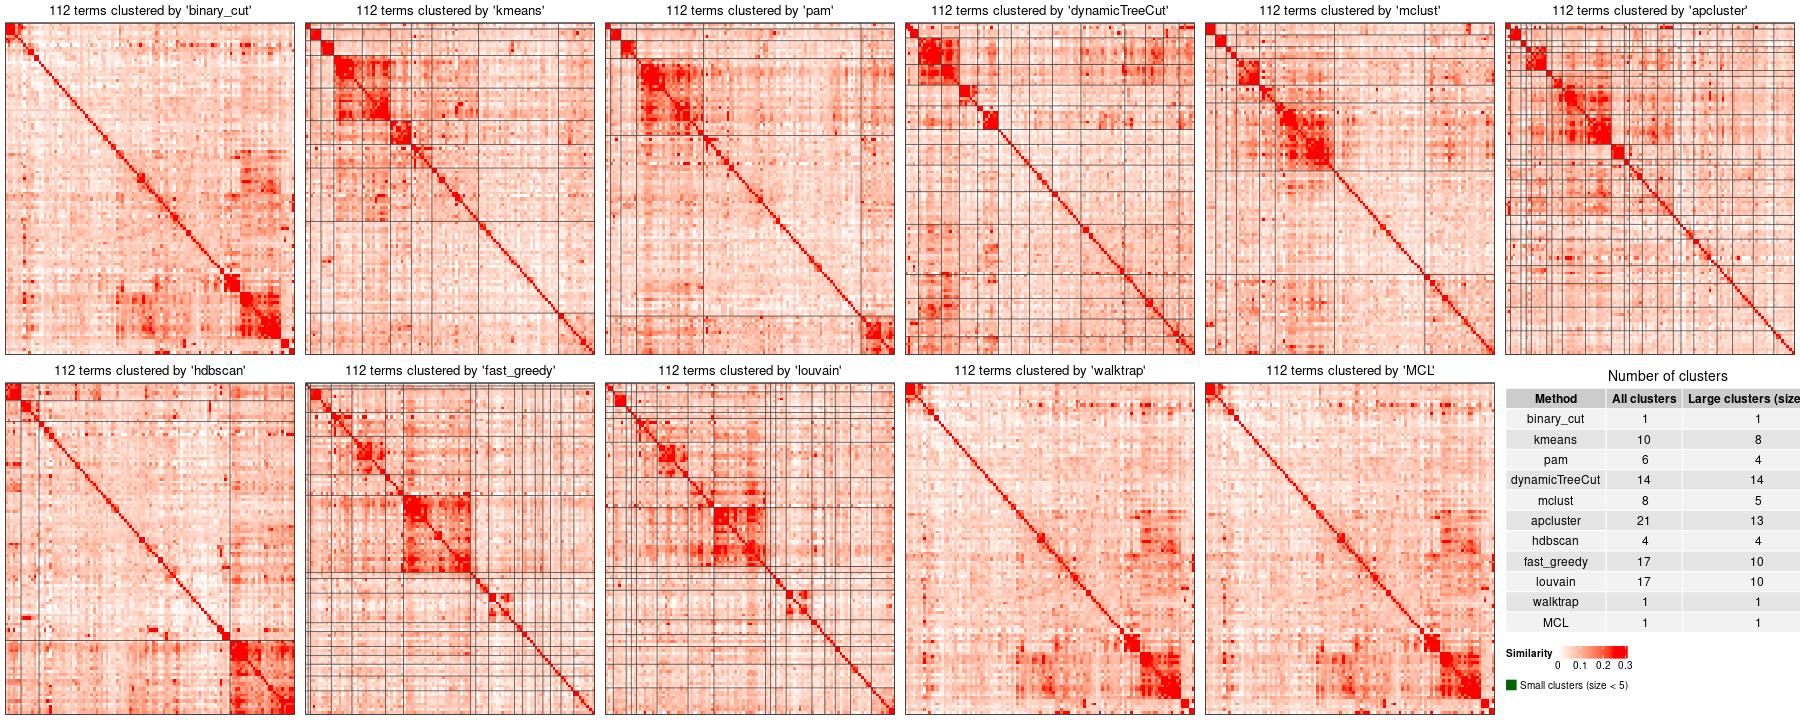 112 terms clustered by 'binary_cut'
112 terms clustered by 'kmeans'
112 terms clustered by 'pam'
112 terms clustered by 'dynamicTreeCut'
112 terms clustered by 'mclust'
112 terms clustered by 'apcluster'
112 terms clustered by 'hdbscan'
112 terms clustered by 'fast_greedy'
112 terms clustered by 'louvain'
112 terms clustered by 'walktrap'
112 terms clustered by 'MCL'
Number of clusters
Method All clusters Large clusters (size
binary_cut 1 1
kmeans 10 8
pam 6 4
dynamicTreeCut 14 14
mclust 8 5
apcluster 21 13
hdbscan 4 4
fast_greedy 17 10
louvain 17 10
walktrap 1 1
MCL 1 1
Similarity
0 0.1 0.2 0.3
Small clusters (size < 5)